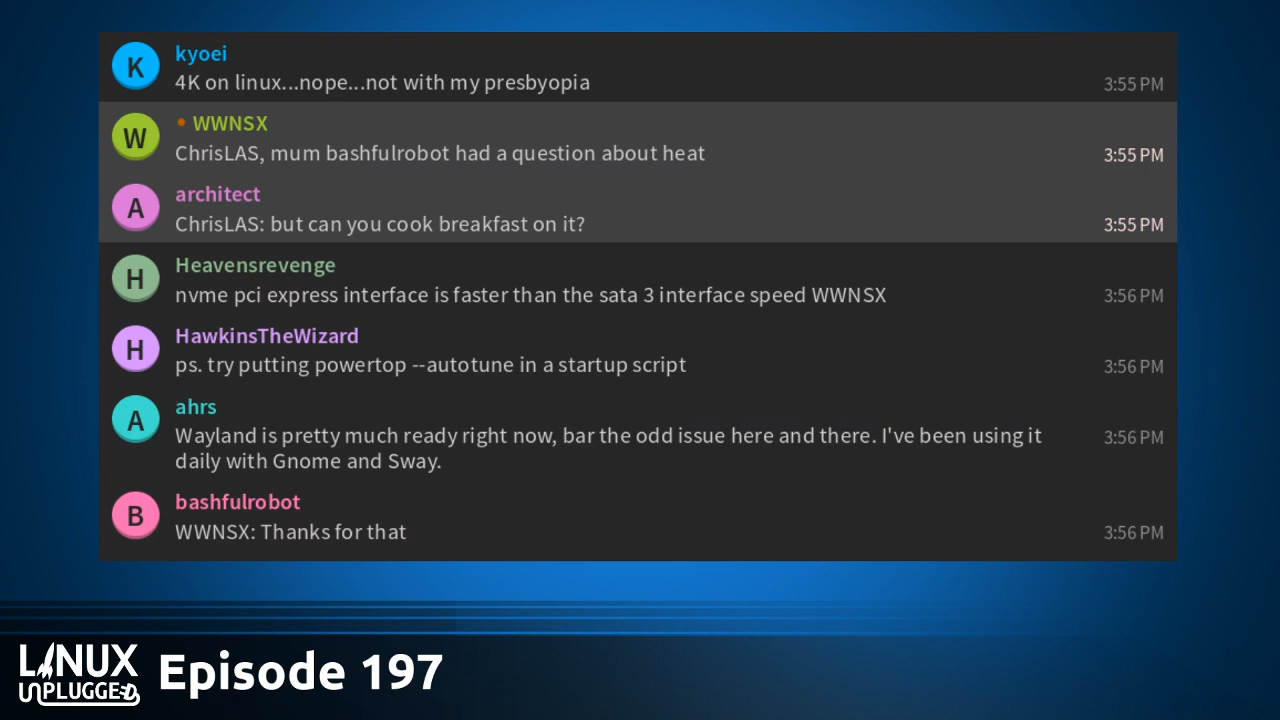 K
kyoei
4K on linux...nope...not with my presbyopia
3:55 PM
W
• WWNSX
ChrisLAS, mum bashfulrobot had a question about heat
3:55 PM
A
architect
ChrisLAS: but can you cook breakfast on it?
3:55 PM
H
Heavensrevenge
nvme pci express interface is faster than the sata 3 interface speed WWNSX
3:56 PM
H
HawkinsTheWizard
ps. try putting powertop --autotune in a startup script
3:56 PM
A
ahrs
Wayland is pretty much ready right now, bar the odd issue here and there. I've been using it
3:56 PM
daily with Gnome and Sway.
B
bashfulrobot
WWNSX: Thanks for that
3:56 PM
LINUX
UNPLUGGED
Episode 197